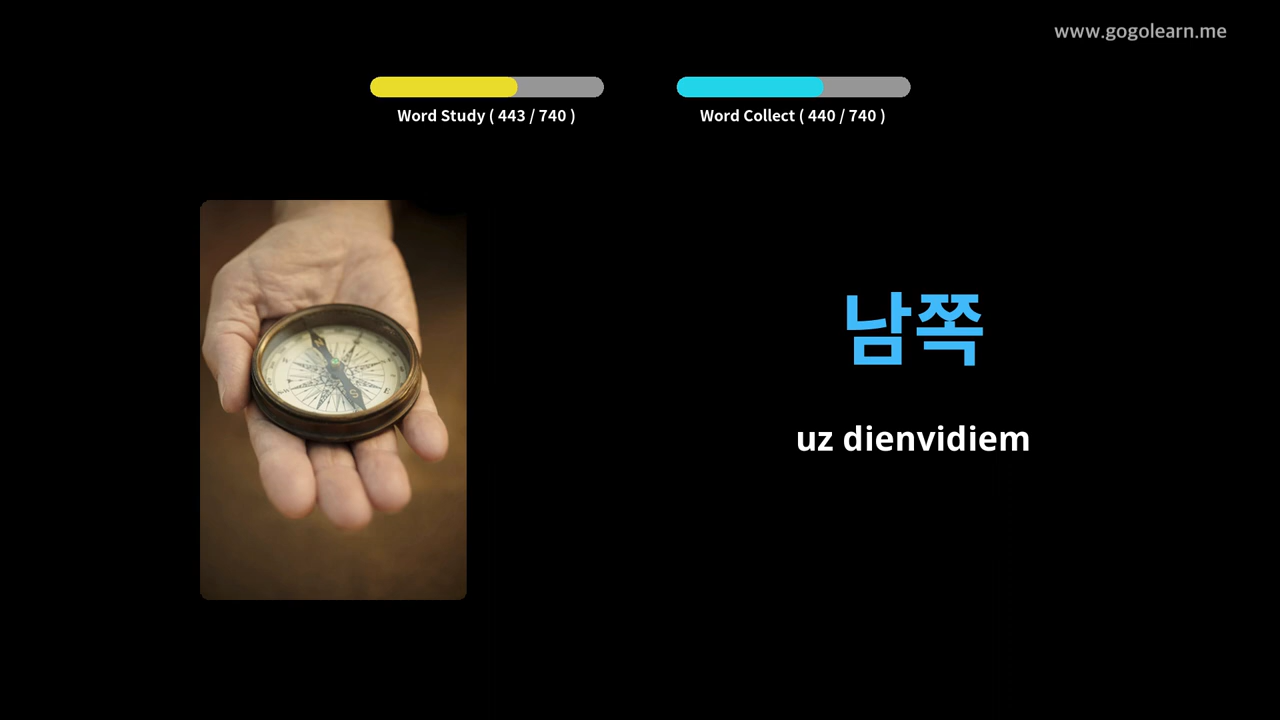 www.gogolearn.me
Word Study ( 443 / 740 )
Word Collect ( 440 / 740 )
남쪽
uz dienvidiem
N
E
S